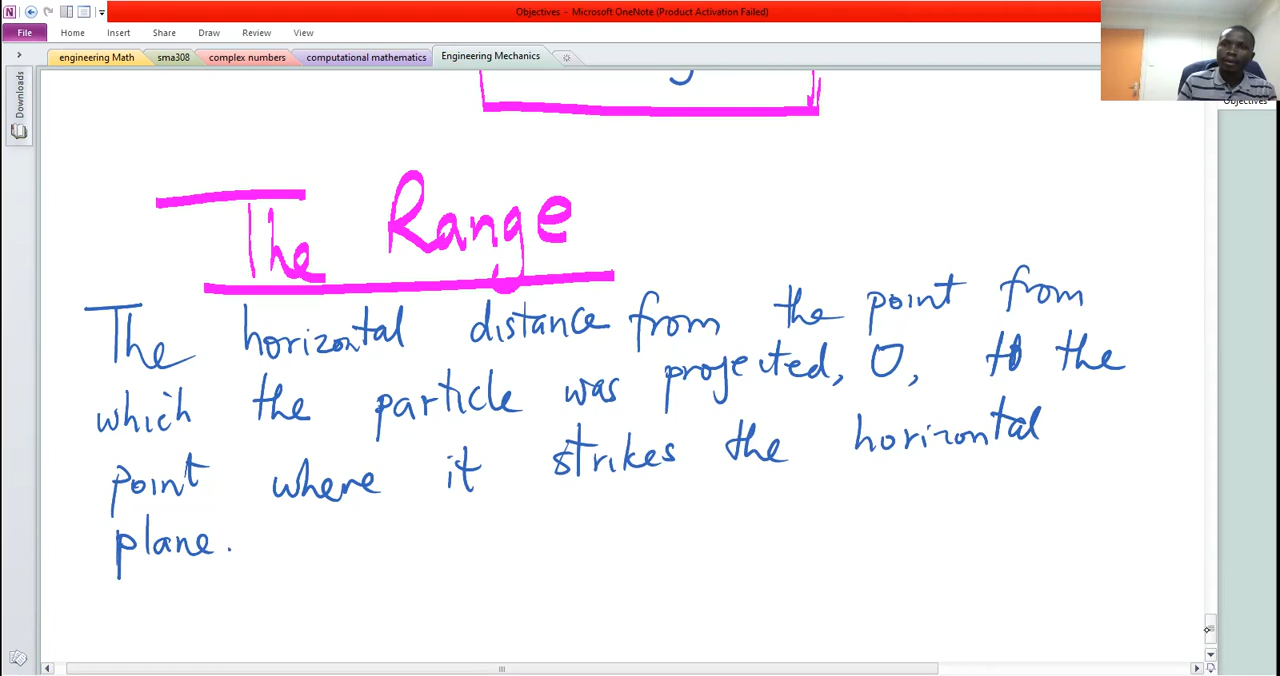 Objectives - Microsoft OneNote (Product Activation Failed)
File Home Insert Share Draw Review View
engineering Math sma308 complex numbers computational mathematics Engineering Mechanics
Downloads
Objectives
The Range
The horizontal distance from the point from
which the particle was projected, O, to the
point where it strikes the horizontal
plane.